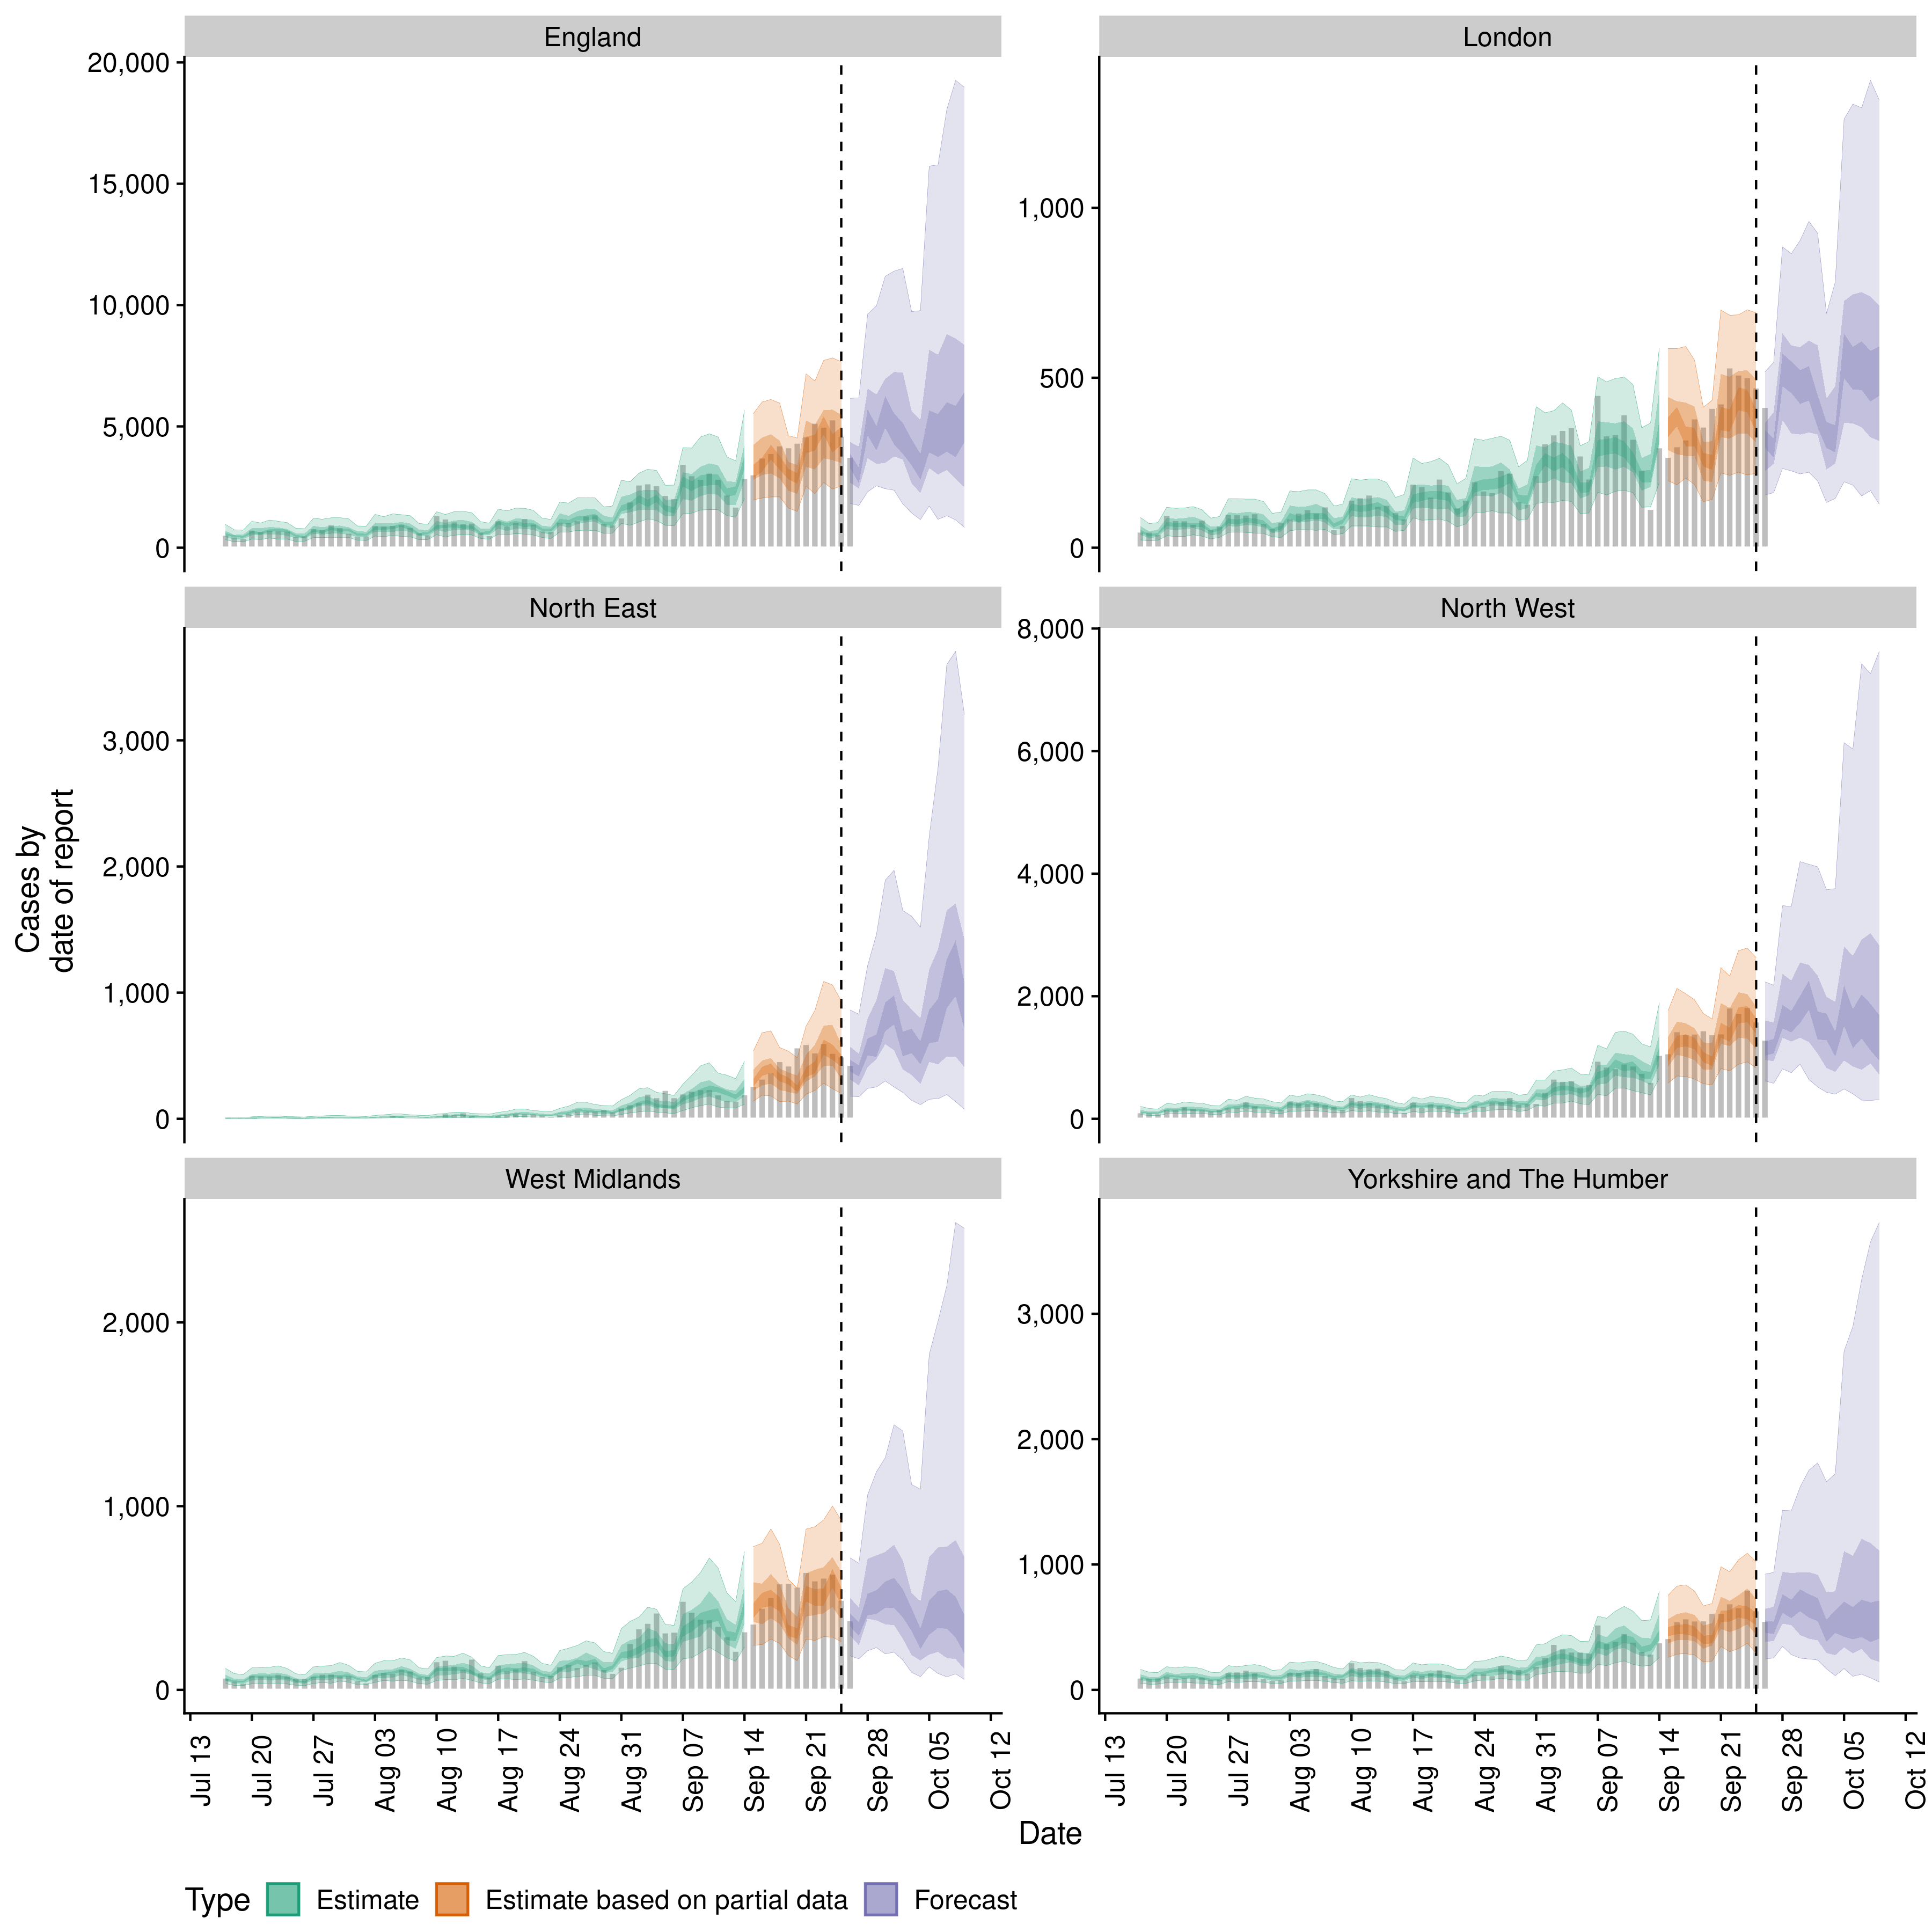 England
London
20,000
15,000
10,000
5,000
0
1,000
500
0
North East
North West
3,000
2,000
1,000
0
8,000
6,000
4,000
2,000
0
Cases by
date of report
West Midlands
Yorkshire and The Humber
2,000
1,000
0
3,000
2,000
1,000
0
Jul 13
Jul 20
Jul 27
Aug 03
Aug 10
Aug 17
Aug 24
Aug 31
Sep 07
Sep 14
Sep 21
Sep 28
Oct 05
Oct 12
Jul 13
Jul 20
Jul 27
Aug 03
Aug 10
Aug 17
Aug 24
Aug 31
Sep 07
Sep 14
Sep 21
Sep 28
Oct 05
Oct 12
Date
Type Estimate Estimate based on partial data Forecast